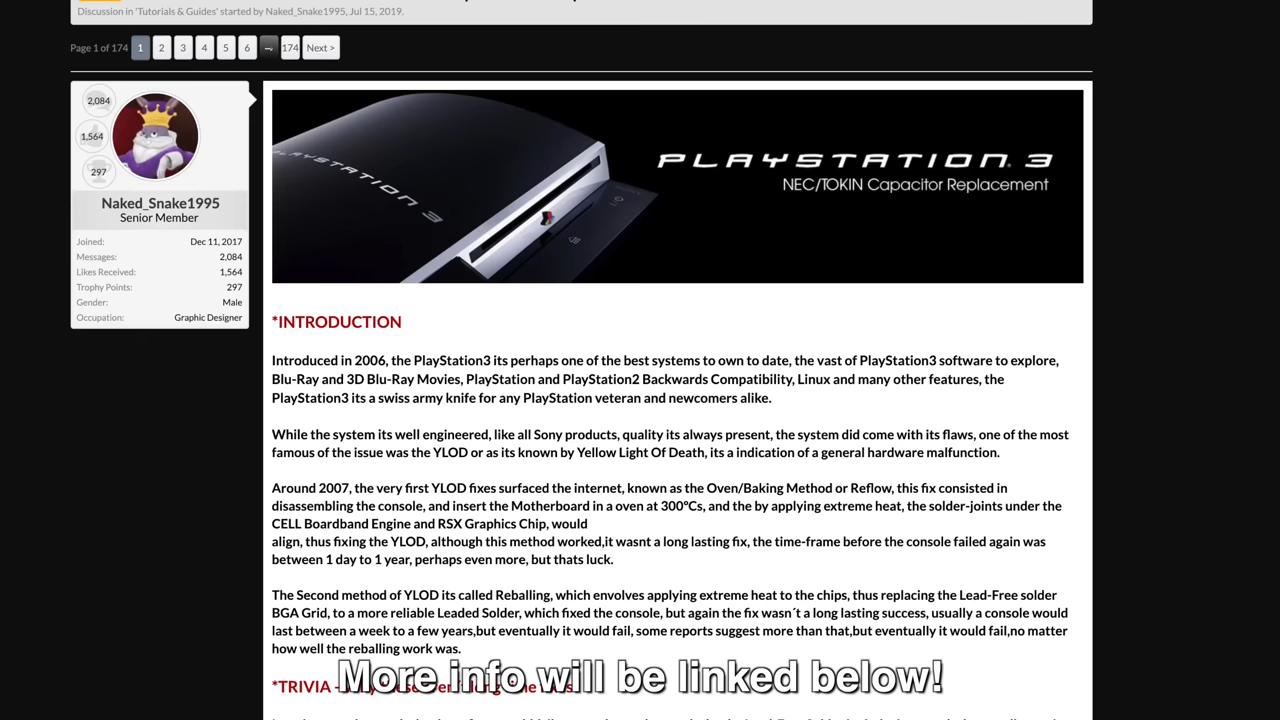 Discussion in 'Tutorials & Guides' started by Naked_Snake1995, Jul 15, 2019.
Page 1 of 174 1 2 3 4 5 6 → 174 Next >
2,084
1,564
297
Naked_Snake1995
Senior Member
Joined: Dec 11, 2017
Messages: 2,084
Likes Received: 1,564
Trophy Points: 297
Gender: Male
Occupation: Graphic Designer
PLAYSTATION 3
PLAYSTATION 3
NEC/TOKIN Capacitor Replacement
*INTRODUCTION
Introduced in 2006, the PlayStation3 its perhaps one of the best systems to own to date, the vast of PlayStation3 software to explore,
Blu-Ray and 3D Blu-Ray Movies, PlayStation and PlayStation2 Backwards Compatibility, Linux and many other features, the
PlayStation3 its a swiss army knife for any PlayStation veteran and newcomers alike.
While the system its well engineered, like all Sony products, quality its always present, the system did come with its flaws, one of the most
famous of the issue was the YLOD or as its known by Yellow Light Of Death, its a indication of a general hardware malfunction.
Around 2007, the very first YLOD fixes surfaced the internet, known as the Oven/Baking Method or Reflow, this fix consisted in
disassembling the console, and insert the Motherboard in a oven at 300ºCs, and the by applying extreme heat, the solder-joints under the
CELL Boardband Engine and RSX Graphics Chip, would
align, thus fixing the YLOD, although this method worked,it wasnt a long lasting fix, the time-frame before the console failed again was
between 1 day to 1 year, perhaps even more, but thats luck.
The Second method of YLOD its called Reballing, which envolves applying extreme heat to the chips, thus replacing the Lead-Free solder
BGA Grid, to a more reliable Leaded Solder, which fixed the console, but again the fix wasn´t a long lasting success, usually a console would
last between a week to a few years,but eventually it would fail, some reports suggest more than that,but eventually it would fail,no matter
how well the reballing work was.
*TRIVIA -
More info will be linked below!